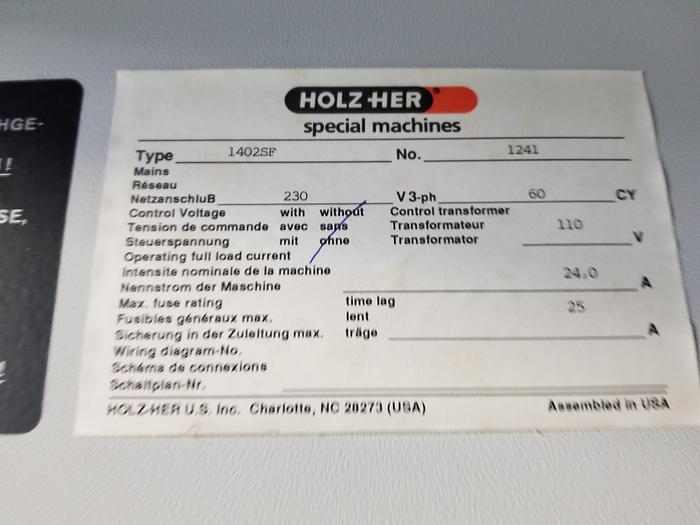 HGE-
SE,
HOLZ-HER®
special machines
Type 1402SF No. 1241
Mains
Réseau
Netzanschluß 230 V 3-ph 60 CY
Control Voltage with without Control transformer
Tension de commande avec sans Transformateur 110
Steuerspannung mit ohne Transformator V
Operating full load current
Intensite nominale de la machine 24.0
Nennstrom der Maschine A
Max. fuse rating time lag 25
Fusibles généraux max. lent
Sicherung in der Zuleitung max. träge A
Wiring diagram-No.
Schéma de connexions
Schaltplan-Nr.
HOLZ-HER U.S. Inc. Charlotte, NC 28273 (USA) Assembled in USA